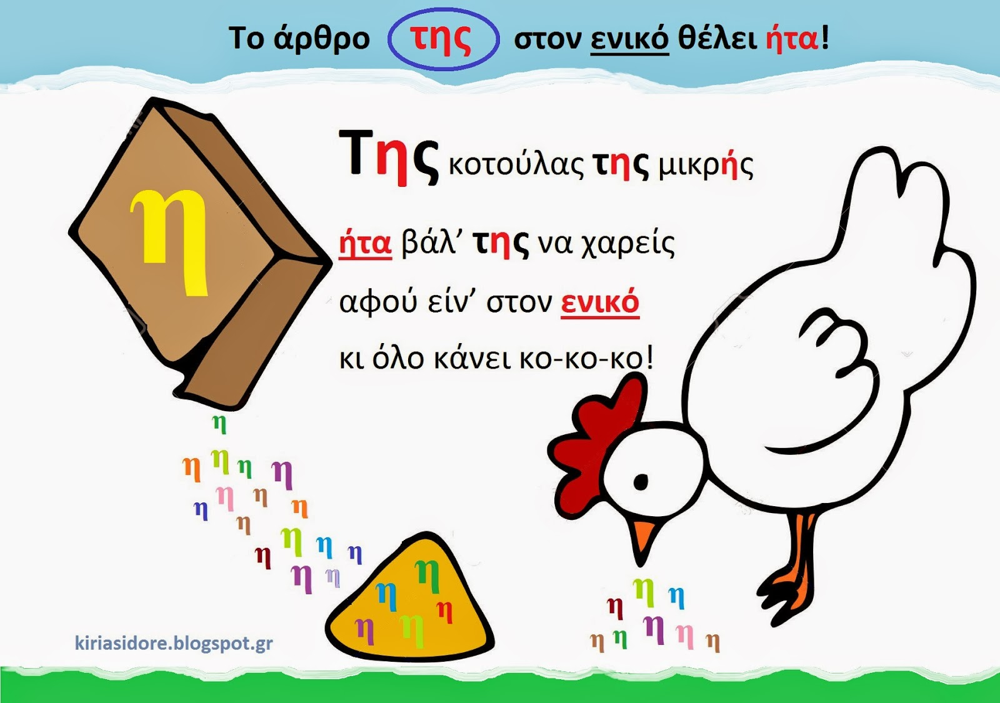 Το άρθρο της στον ενικό θέλει ήτα!
Της κοτούλας της μικρής
ήτα βάλ’ της να χαρείς
αφού είν’ στον ενικό
κι όλο κάνει κο-κο-κο!
η
η
η η η η
η η η η
η
η η η
η η η
η η
η η
η η
η η η
η η η
η η η η
kiriasidore.blogspot.gr